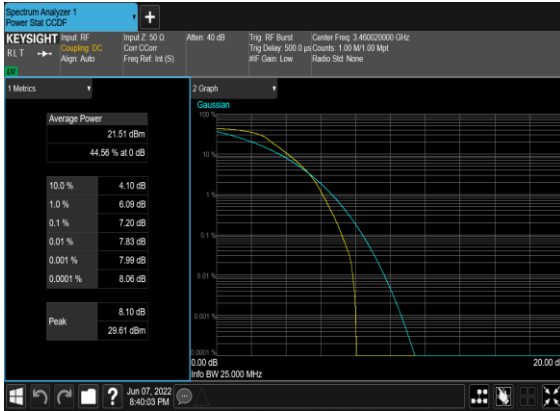 Spectrum Analyzer 1
Power Stat CCDF
+
KEYSIGHT
RLT
Input: RF
Coupling: DC
Align: Auto
Input Z: 50 Ω
Corr CCorr
Freq Ref: Int (S)
Atten: 40 dB
Trig: RF Burst
Trig Delay: 500.0 µs
#IF Gain: Low
Center Freq: 3.460020000 GHz
Counts: 1.00 M/1.00 Mpt
Radio Std: None
1 Metrics
Average Power
21.51 dBm
44.56 % at 0 dB
10.0 % 4.10 dB
1.0 % 6.09 dB
0.1 % 7.20 dB
0.01 % 7.83 dB
0.001 % 7.99 dB
0.0001 % 8.06 dB
Peak
8.10 dB
29.61 dBm
2 Graph
Gaussian
100 %
10 %
1 %
0.1 %
0.01 %
0.001 %
0.0001 %
0.00 dB
20.00 d
Info BW 25.000 MHz
?
Jun 07, 2022
8:40:03 PM